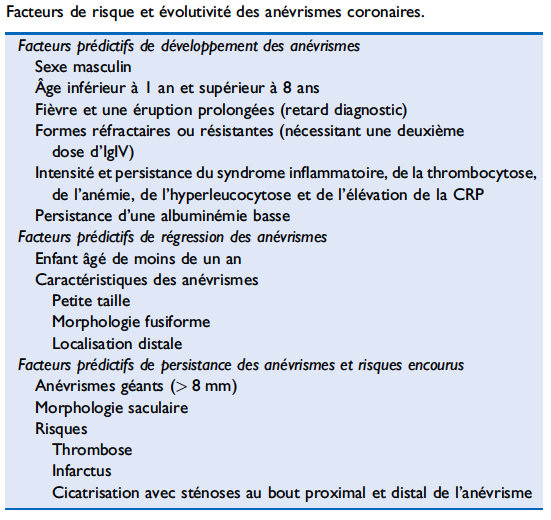 Facteurs de risque et évolutivité des anévrismes coronaires.
Facteurs prédictifs de développement des anévrismes
Sexe masculin
Âge inférieur à 1 an et supérieur à 8 ans
Fièvre et une éruption prolongées (retard diagnostic)
Formes réfractaires ou résistantes (nécessitant une deuxième
dose d'IgIV)
Intensité et persistance du syndrome inflammatoire, de la thrombocytose,
de l'anémie, de l'hyperleucocytose et de l'élévation de la CRP
Persistance d'une albuminémie basse
Facteurs prédictifs de régression des anévrismes
Enfant âgé de moins de un an
Caractéristiques des anévrismes
Petite taille
Morphologie fusiforme
Localisation distale
Facteurs prédictifs de persistance des anévrismes et risques encourus
Anévrismes géants (> 8 mm)
Morphologie saculaire
Risques
Thrombose
Infarctus
Cicatrisation avec sténoses au bout proximal et distal de l'anévrisme